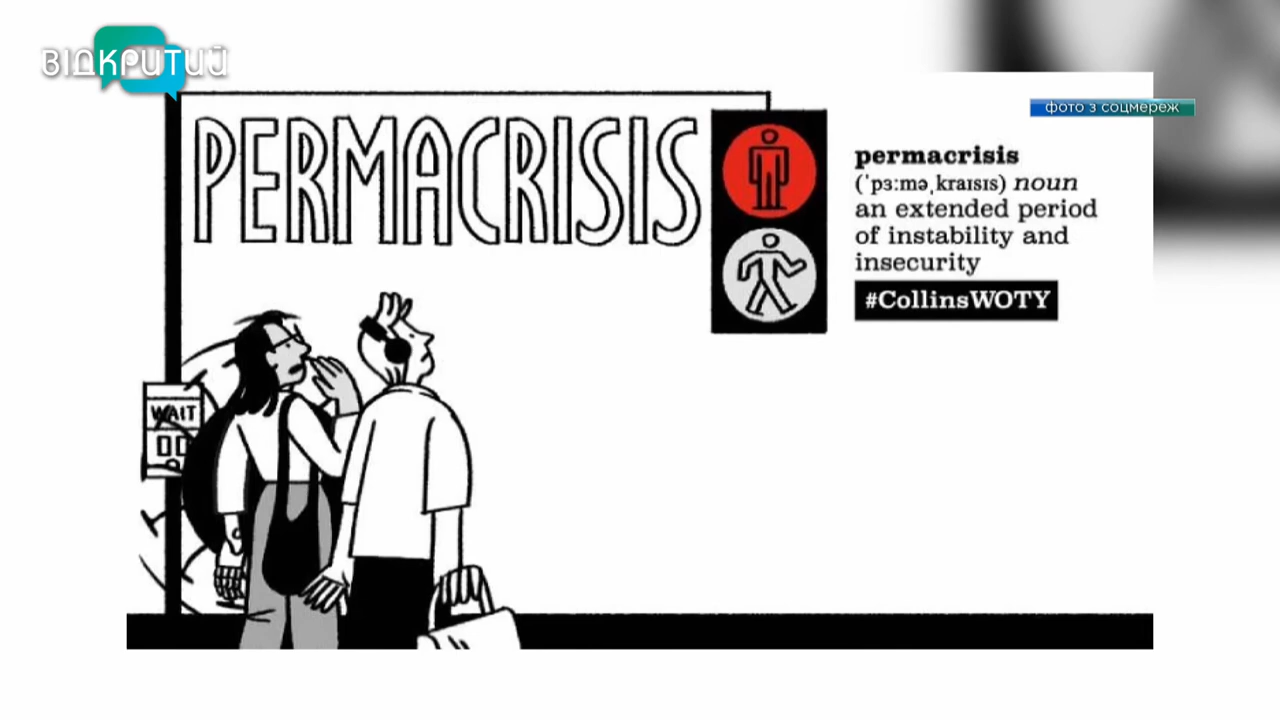 ВІДКРИТИЙ
фото з соцмереж
PERMACRISIS
permacrisis
(ˈpɜːməˌkraɪsɪs) noun
an extended period
of instability and
insecurity
#CollinsWOTY
WAIT